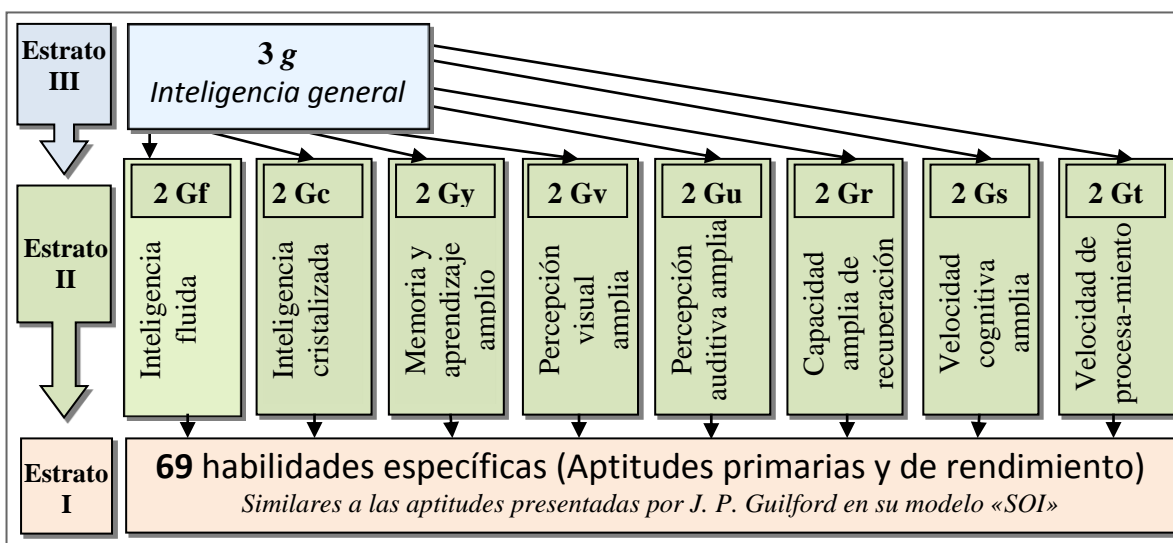 Estrato
III
3 g
Inteligencia general
Estrato
II
2 Gf
Inteligencia
fluida
2 Gc
Inteligencia
cristalizada
2 Gy
Memoria y
aprendizaje
amplio
2 Gv
Percepción
visual
amplia
2 Gu
Percepción
auditiva amplia
2 Gr
Capacidad
amplia de
recuperación
2 Gs
Velocidad
cognitiva
amplia
2 Gt
Velocidad de
procesa-miento
Estrato
I
69 habilidades específicas (Aptitudes primarias y de rendimiento)
Similares a las aptitudes presentadas por J. P. Guilford en su modelo «SOI»